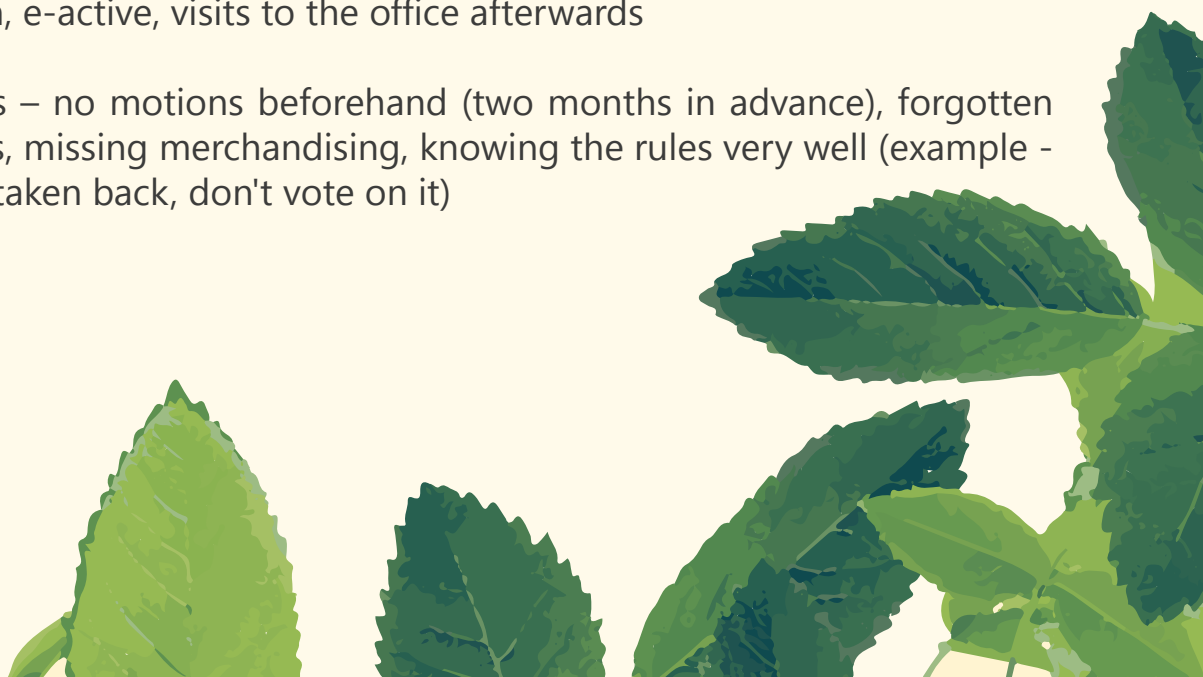 , e-active, visits to the office afterwards
– no motions beforehand (two months in advance), forgotten
, missing merchandising, knowing the rules very well (example -
taken back, don't vote on it)